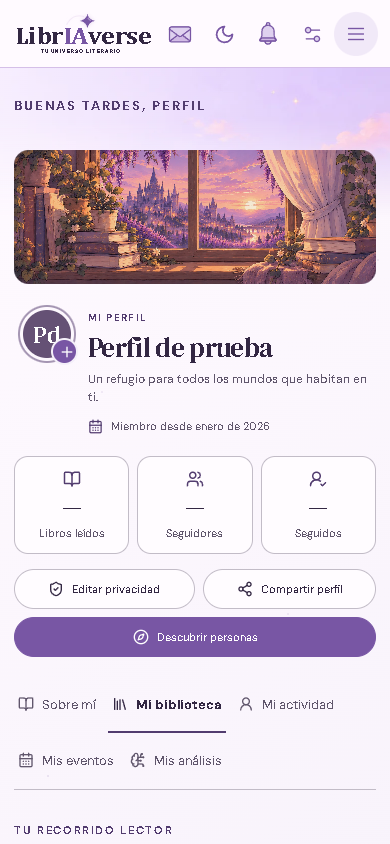 LibrIAverse
TU UNIVERSO LITERARIO
BUENAS TARDES, PERFIL
Pd
MI PERFIL
Perfil de prueba
Un refugio para todos los mundos que habitan en
ti.
Miembro desde enero de 2026
— — —
Libros leídos Seguidores Seguidos
Editar privacidad Compartir perfil
Descubrir personas
Sobre mí Mi biblioteca Mi actividad
Mis eventos Mis análisis
TU RECORRIDO LECTOR